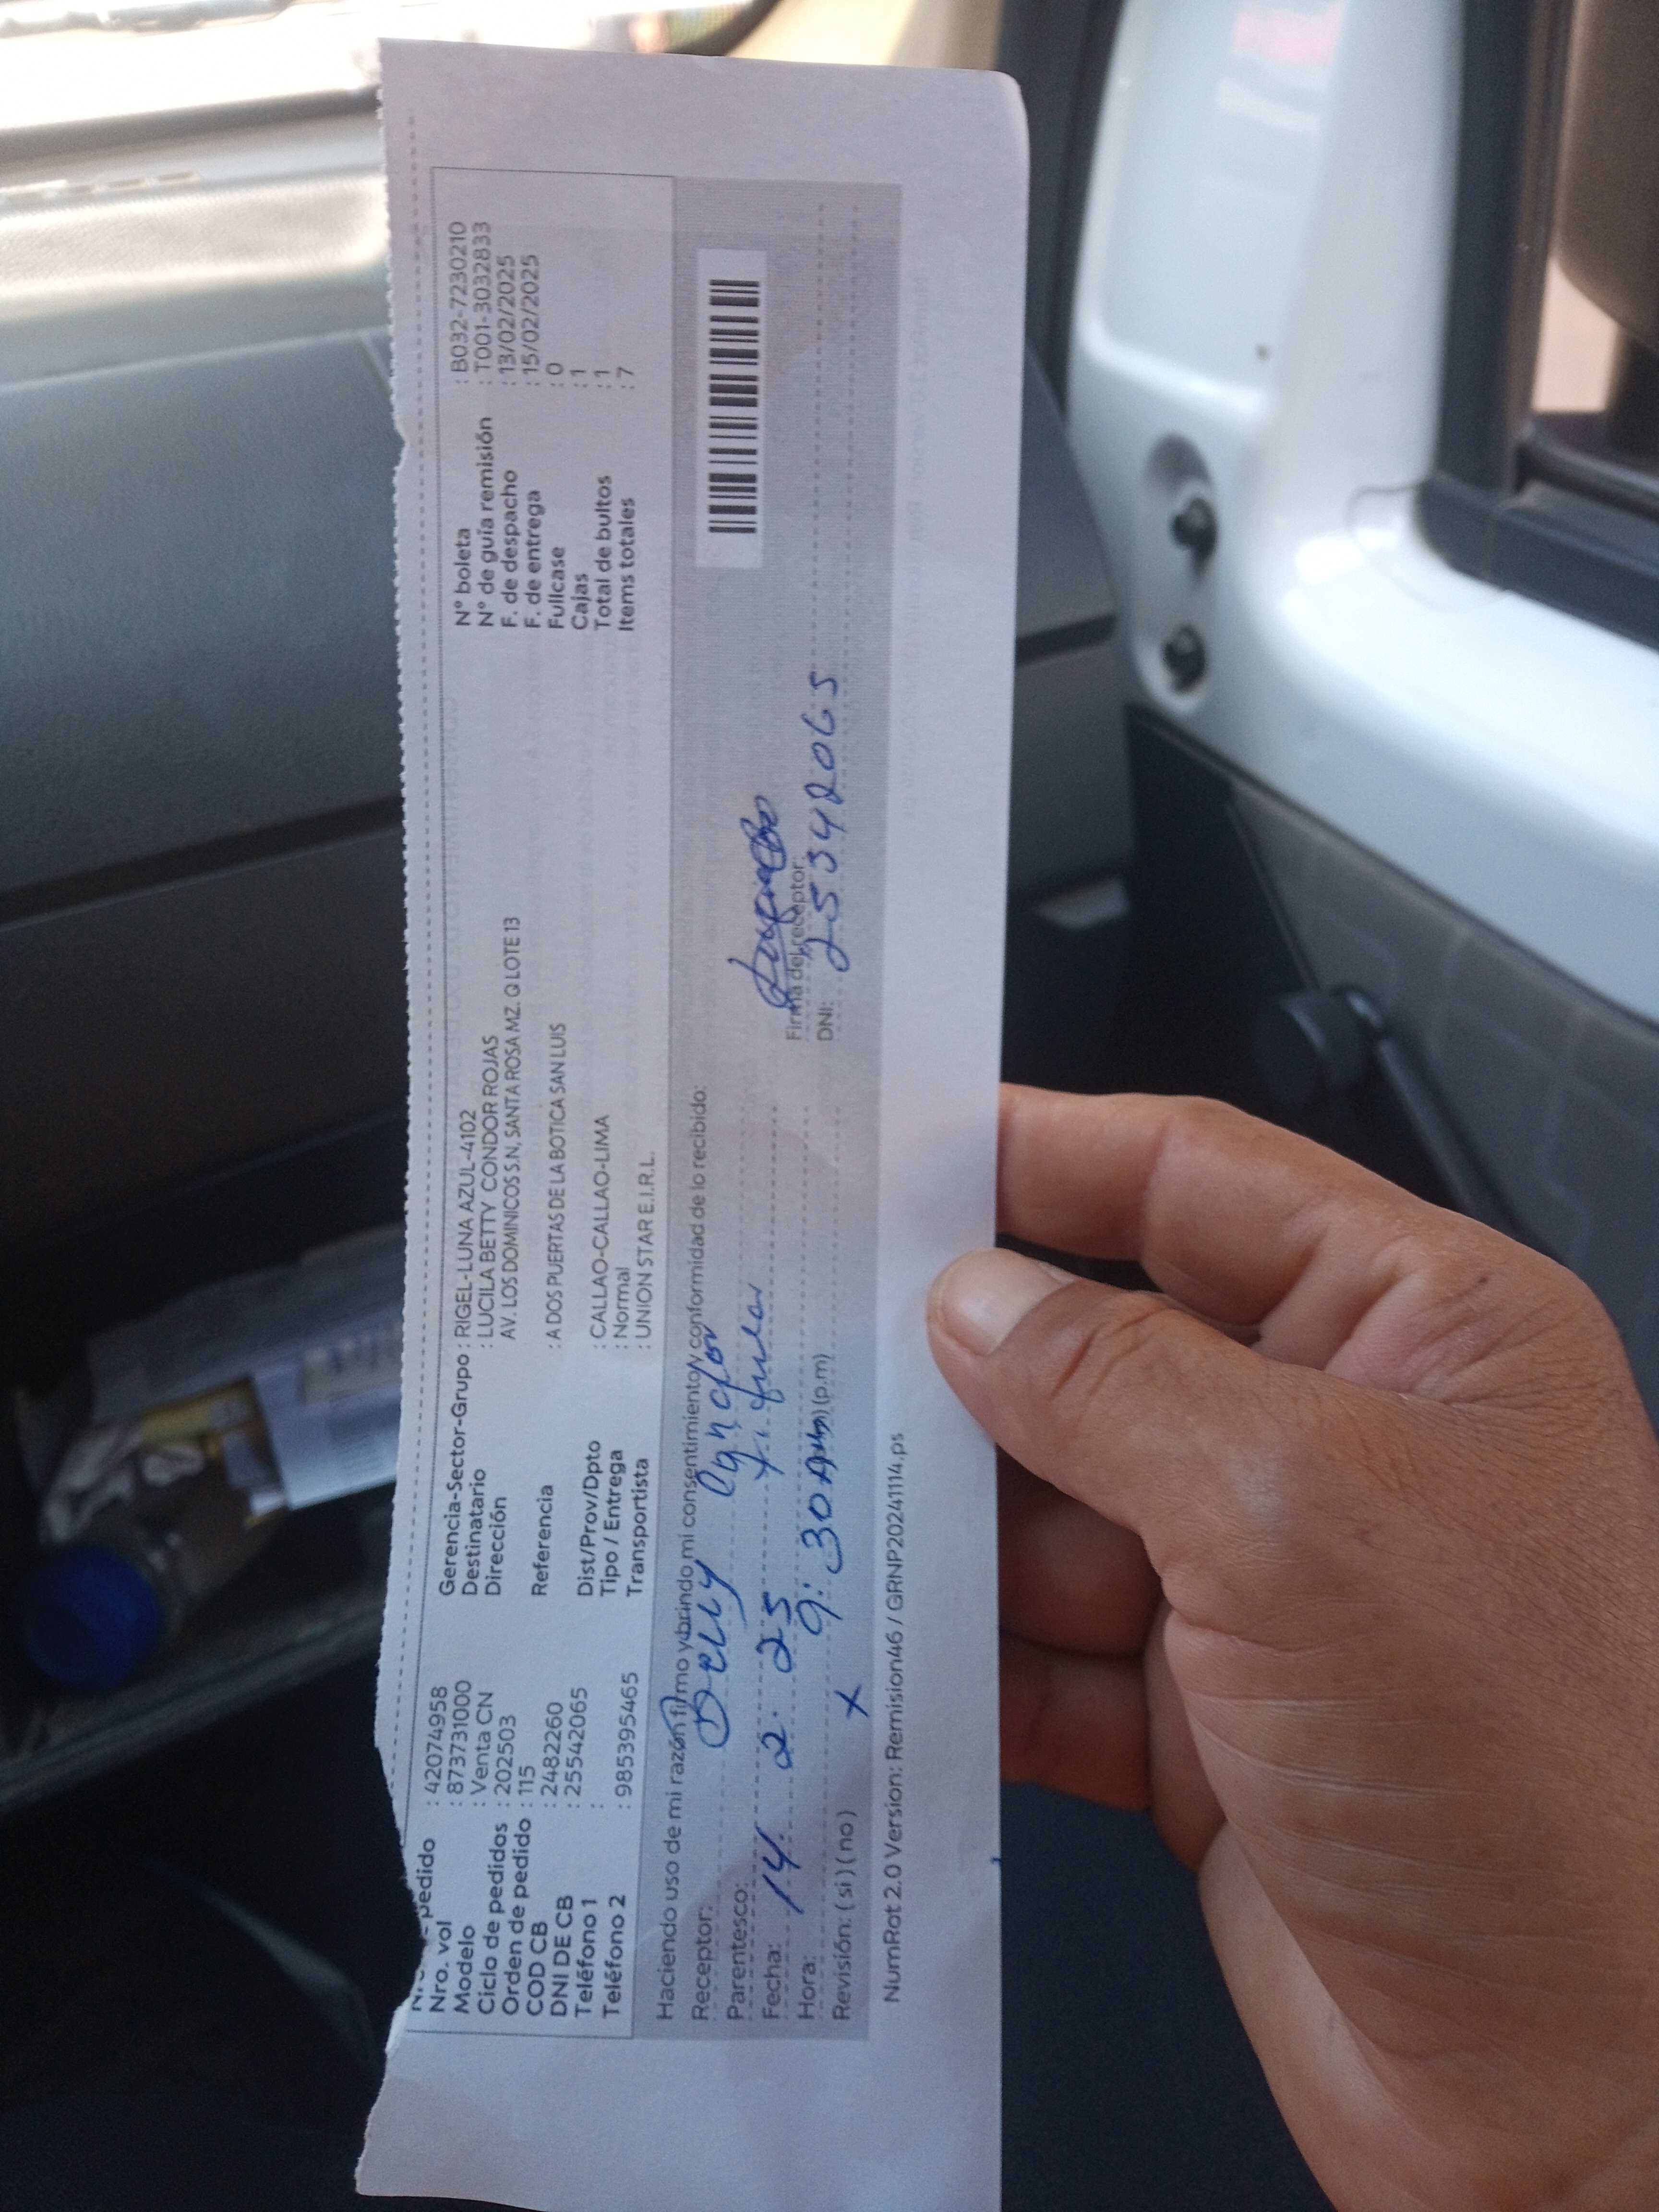 pedido : 42074958
Nro. vol : 873731000
Modelo : Venta CN
Ciclo de pedidos : 202503
Orden de pedido : 115
COD CB : 2482260
DNI DE CB : 25542065
Teléfono 1 :
Teléfono 2 : 985395465
Gerencia-Sector-Grupo : RIGEL-LUNA AZUL-4102
Destinatario : LUCILA BETTY CONDOR ROJAS
Dirección AV. LOS DOMINICOS S.N, SANTA ROSA MZ. Q LOTE 13
Referencia : A DOS PUERTAS DE LA BOTICA SAN LUIS
Dist/Prov/Dpto : CALLAO-CALLAO-LIMA
Tipo / Entrega : Normal
Transportista : UNION STAR E.I.R.L.
N° boleta : B032-7230210
N° de guía remisión : T001-3032833
F. de despacho : 13/02/2025
F. de entrega : 15/02/2025
Fullcase : 0
Cajas : 1
Total de bultos : 1
Items totales : 7
Haciendo uso de mi razón firmo y brindo mi consentimiento y conformidad de lo recibido:
Receptor: Betty Condor
Parentesco:
Fecha: 14. 2. 25
Hora: 9:30 (p.m)
Revisión: (si) (no) X
Firma del receptor:
DNI: 25542065
NumRot 2.0 Version: Remision46 / GRNP20241114.ps